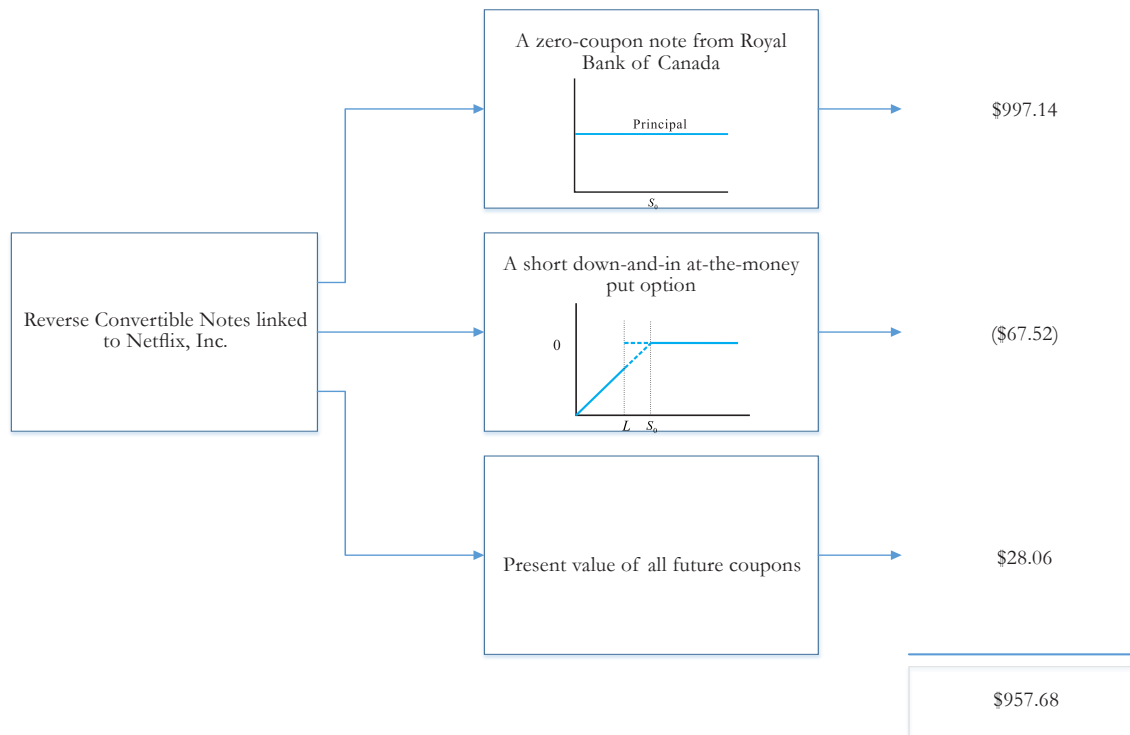 Reverse Convertible Notes linked
to Netflix, Inc.
A zero-coupon note from Royal
Bank of Canada
Principal
S₀
$997.14
A short down-and-in at-the-money
put option
0
L S₀
($67.52)
Present value of all future coupons
$28.06
$957.68